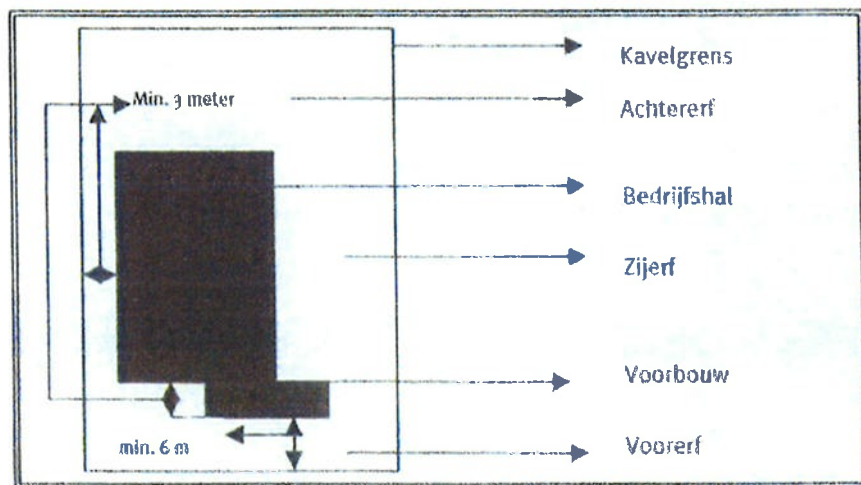 Kavelgrens
Min. 3 meter
Achtererf
Bedrijfshal
Zijerf
Voorbouw
min. 6 m
Voorerf